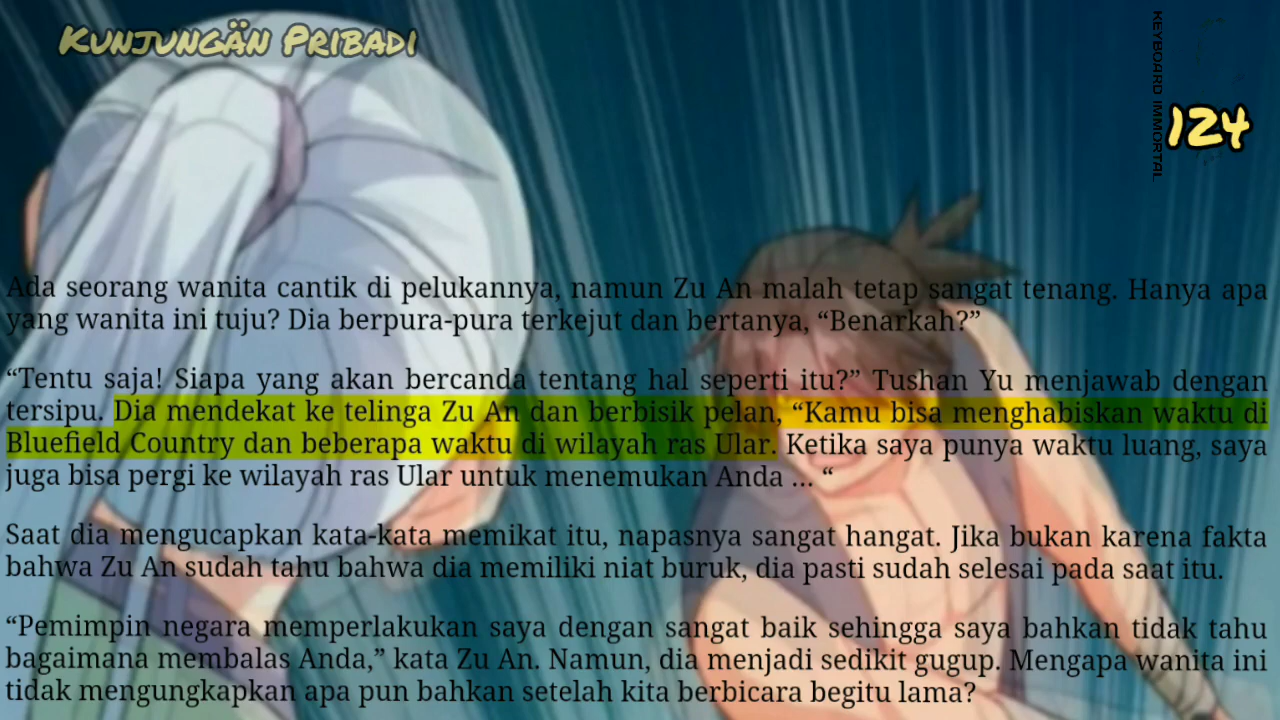 Kunjungän Pribadi
KEYBOARD IMMORTAL
124
Ada seorang wanita cantik di pelukannya, namun Zu An malah tetap sangat tenang. Hanya apa
yang wanita ini tuju? Dia berpura-pura terkejut dan bertanya, “Benarkah?”
“Tentu saja! Siapa yang akan bercanda tentang hal seperti itu?” Tushan Yu menjawab dengan
tersipu. Dia mendekat ke telinga Zu An dan berbisik pelan, “Kamu bisa menghabiskan waktu di
Bluefield Country dan beberapa waktu di wilayah ras Ular. Ketika saya punya waktu luang, saya
juga bisa pergi ke wilayah ras Ular untuk menemukan Anda ... “
Saat dia mengucapkan kata-kata memikat itu, napasnya sangat hangat. Jika bukan karena fakta
bahwa Zu An sudah tahu bahwa dia memiliki niat buruk, dia pasti sudah selesai pada saat itu.
“Pemimpin negara memperlakukan saya dengan sangat baik sehingga saya bahkan tidak tahu
bagaimana membalas Anda,” kata Zu An. Namun, dia menjadi sedikit gugup. Mengapa wanita ini
tidak mengungkapkan apa pun bahkan setelah kita berbicara begitu lama?